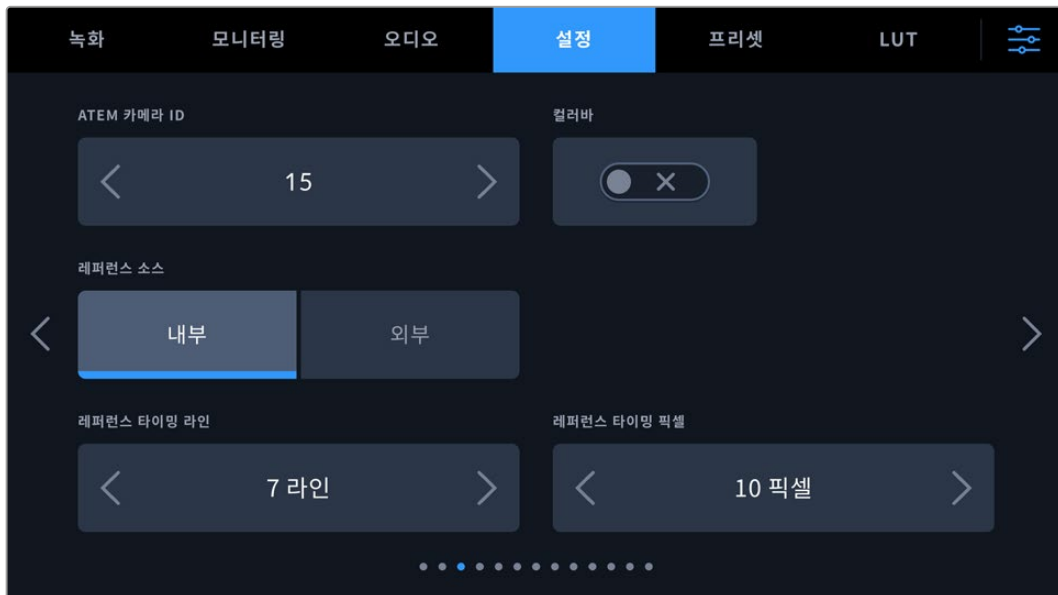 녹화 모니터링 오디오 설정 프리셋 LUT
ATEM 카메라 ID 컬러바
15
레퍼런스 소스
내부 외부
레퍼런스 타이밍 라인 레퍼런스 타이밍 픽셀
7 라인 10 픽셀